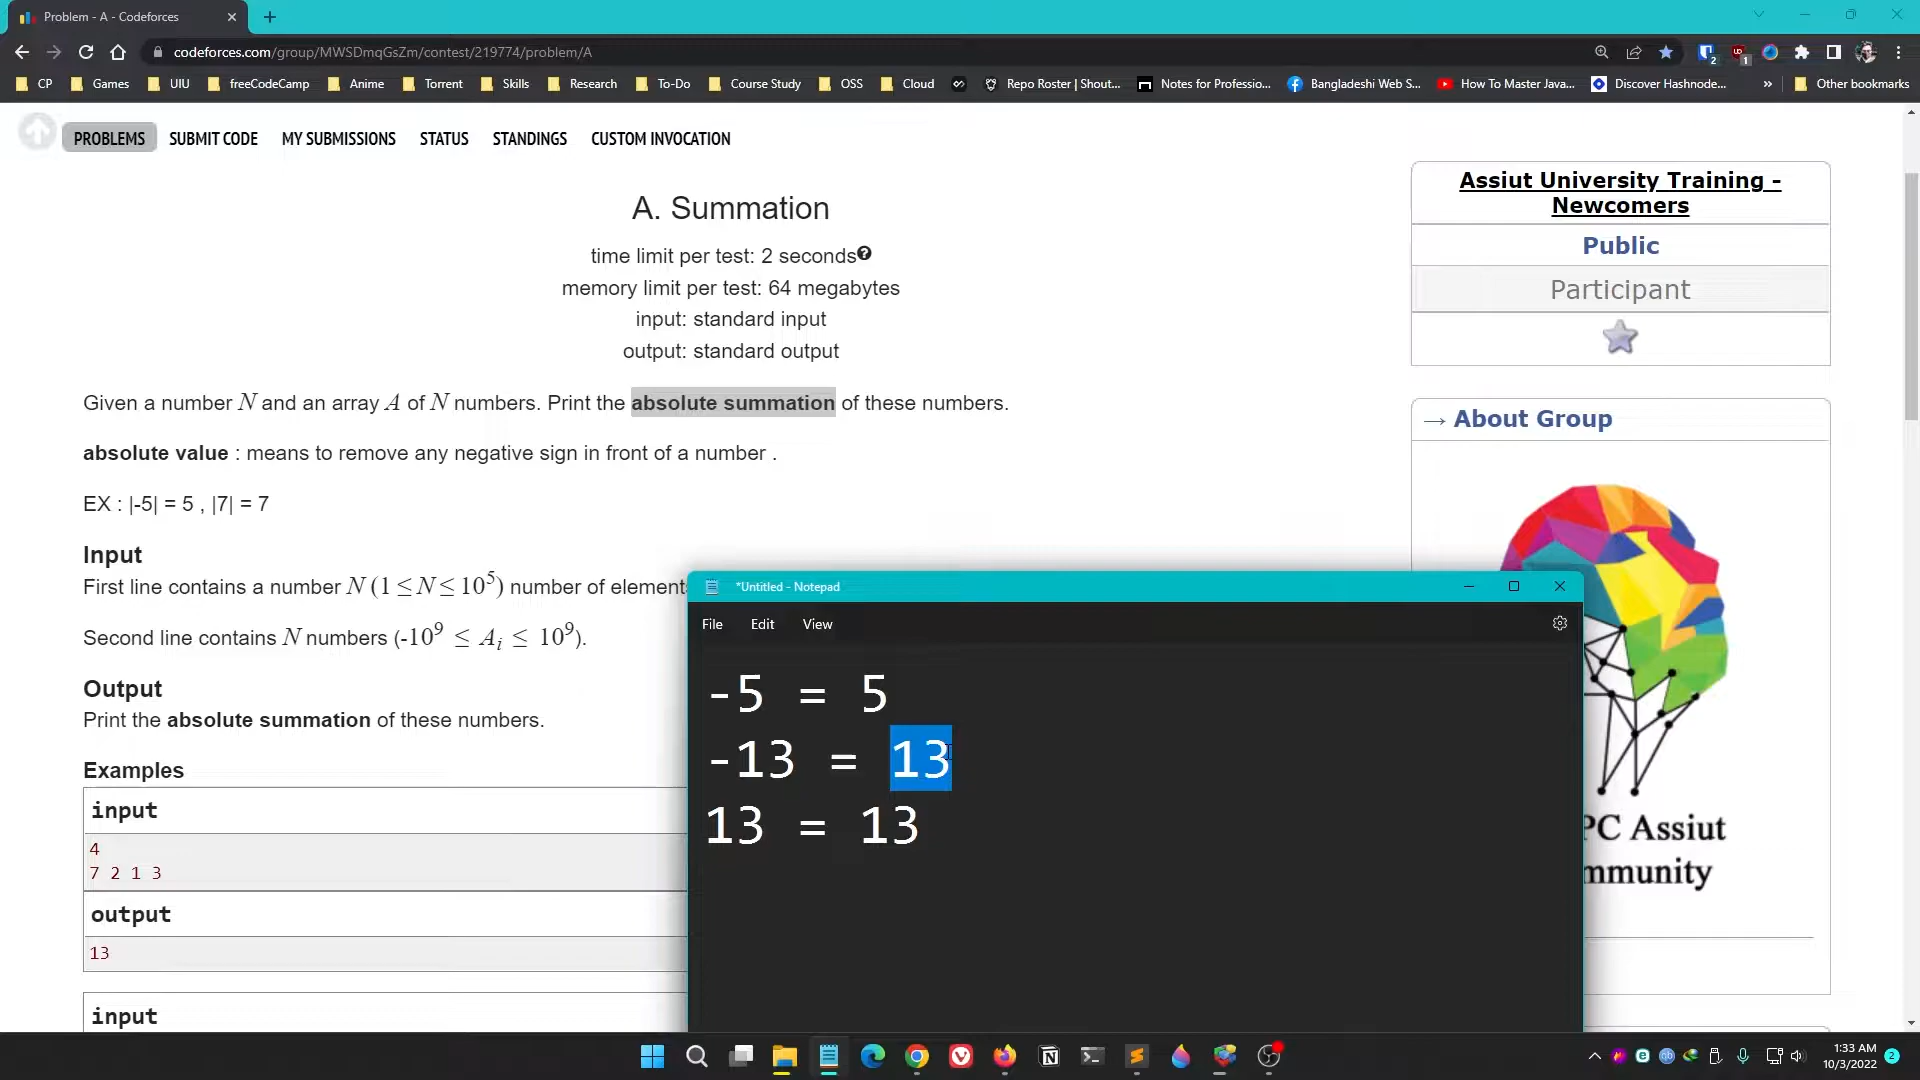 Problem - A - Codeforces
codeforces.com/group/MWSDmqGsZm/contest/219774/problem/A
CP Games UIU freeCodeCamp Anime Torrent Skills Research To-Do Course Study OSS Cloud Repo Roster | Shout... Notes for Professio... Bangladeshi Web S... How To Master Java... Discover Hashnode... » Other bookmarks
PROBLEMS SUBMIT CODE MY SUBMISSIONS STATUS STANDINGS CUSTOM INVOCATION
A. Summation
time limit per test: 2 seconds
memory limit per test: 64 megabytes
input: standard input
output: standard output
Given a number N and an array A of N numbers. Print the absolute summation of these numbers.
absolute value : means to remove any negative sign in front of a number .
EX : |-5| = 5 , |7| = 7
Input
First line contains a number N (1 ≤ N ≤ 10^5) number of elements
Second line contains N numbers (-10^9 ≤ A_i ≤ 10^9).
Output
Print the absolute summation of these numbers.
Examples
input
4
7 2 1 3
output
13
input
Assiut University Training -
Newcomers
Public
Participant
→ About Group
PC Assiut
mmunity
*Untitled - Notepad
File Edit View
-5 = 5
-13 = 13
13 = 13
1:33 AM
10/3/2022
2